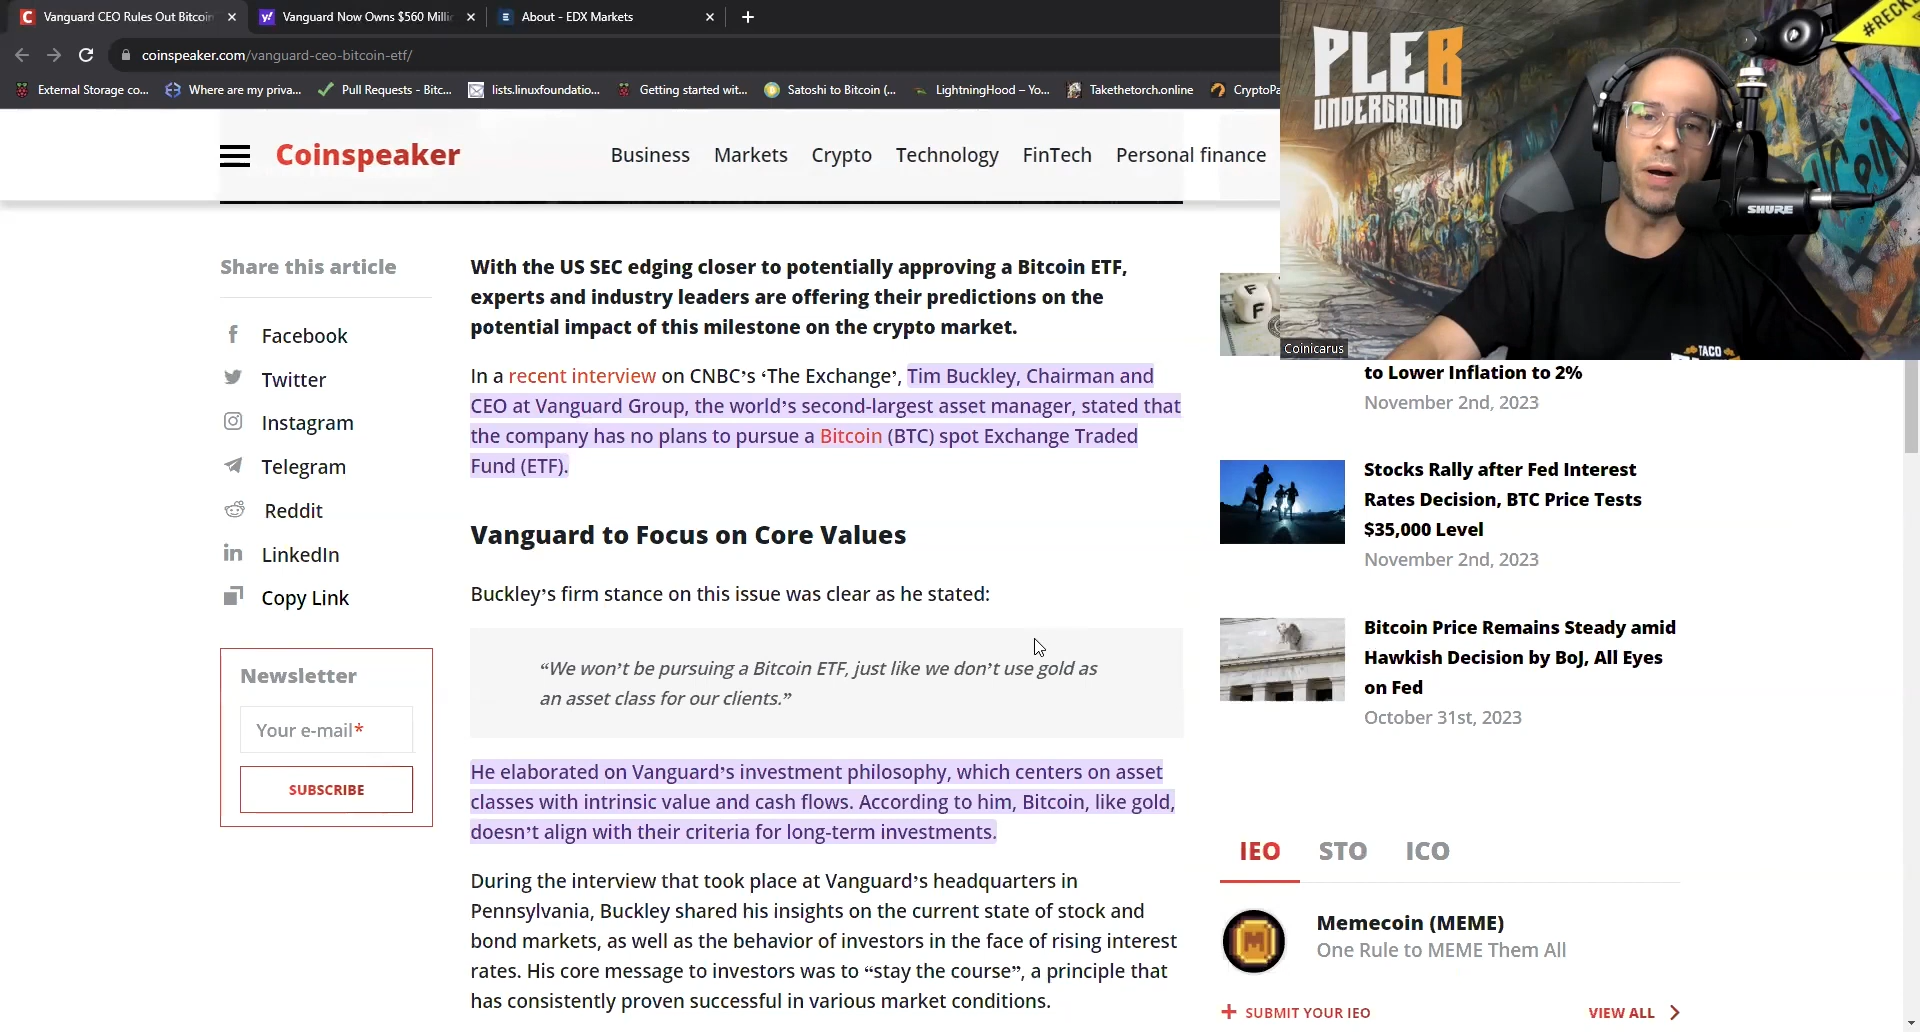 Vanguard CEO Rules Out Bitcoin
Vanguard Now Owns $560 Milli
About - EDX Markets
coinspeaker.com/vanguard-ceo-bitcoin-etf/
External Storage co...
Where are my priva...
Pull Requests - Bitc...
lists.linuxfoundatio...
Getting started wit...
Satoshi to Bitcoin (...
LightningHood – Yo...
Takethetorch.online
CryptoPa
PLEB
UNDERGROUND
#RECK
SHURE
TACO
Coinicarus
Coinspeaker
Business
Markets
Crypto
Technology
FinTech
Personal finance
Share this article
Facebook
Twitter
Instagram
Telegram
Reddit
LinkedIn
Copy Link
Newsletter
Your e-mail*
SUBSCRIBE
With the US SEC edging closer to potentially approving a Bitcoin ETF,
experts and industry leaders are offering their predictions on the
potential impact of this milestone on the crypto market.
In a recent interview on CNBC’s ‘The Exchange’, Tim Buckley, Chairman and
CEO at Vanguard Group, the world’s second-largest asset manager, stated that
the company has no plans to pursue a Bitcoin (BTC) spot Exchange Traded
Fund (ETF).
Vanguard to Focus on Core Values
Buckley’s firm stance on this issue was clear as he stated:
“We won’t be pursuing a Bitcoin ETF, just like we don’t use gold as
an asset class for our clients.”
He elaborated on Vanguard’s investment philosophy, which centers on asset
classes with intrinsic value and cash flows. According to him, Bitcoin, like gold,
doesn’t align with their criteria for long-term investments.
During the interview that took place at Vanguard’s headquarters in
Pennsylvania, Buckley shared his insights on the current state of stock and
bond markets, as well as the behavior of investors in the face of rising interest
rates. His core message to investors was to “stay the course”, a principle that
has consistently proven successful in various market conditions.
to Lower Inflation to 2%
November 2nd, 2023
Stocks Rally after Fed Interest
Rates Decision, BTC Price Tests
$35,000 Level
November 2nd, 2023
Bitcoin Price Remains Steady amid
Hawkish Decision by BoJ, All Eyes
on Fed
October 31st, 2023
IEO
STO
ICO
Memecoin (MEME)
One Rule to MEME Them All
SUBMIT YOUR IEO
VIEW ALL